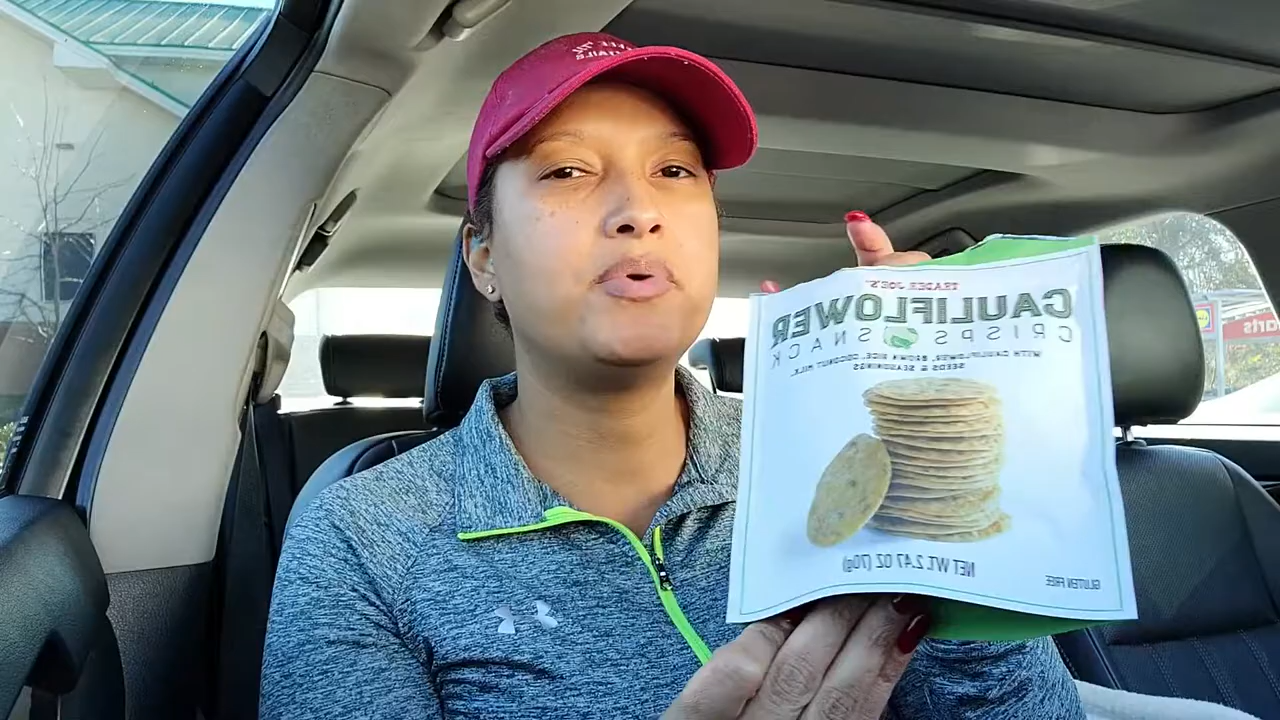 TRADER JOE'S
CAULIFLOWER
CRISPS SNACK
WITH CAULIFLOWER, BROWN RICE, COCONUT MILK,
SEEDS & SEASONINGS
NET WT. 2.47 OZ (70g)
GLUTEN FREE
arts